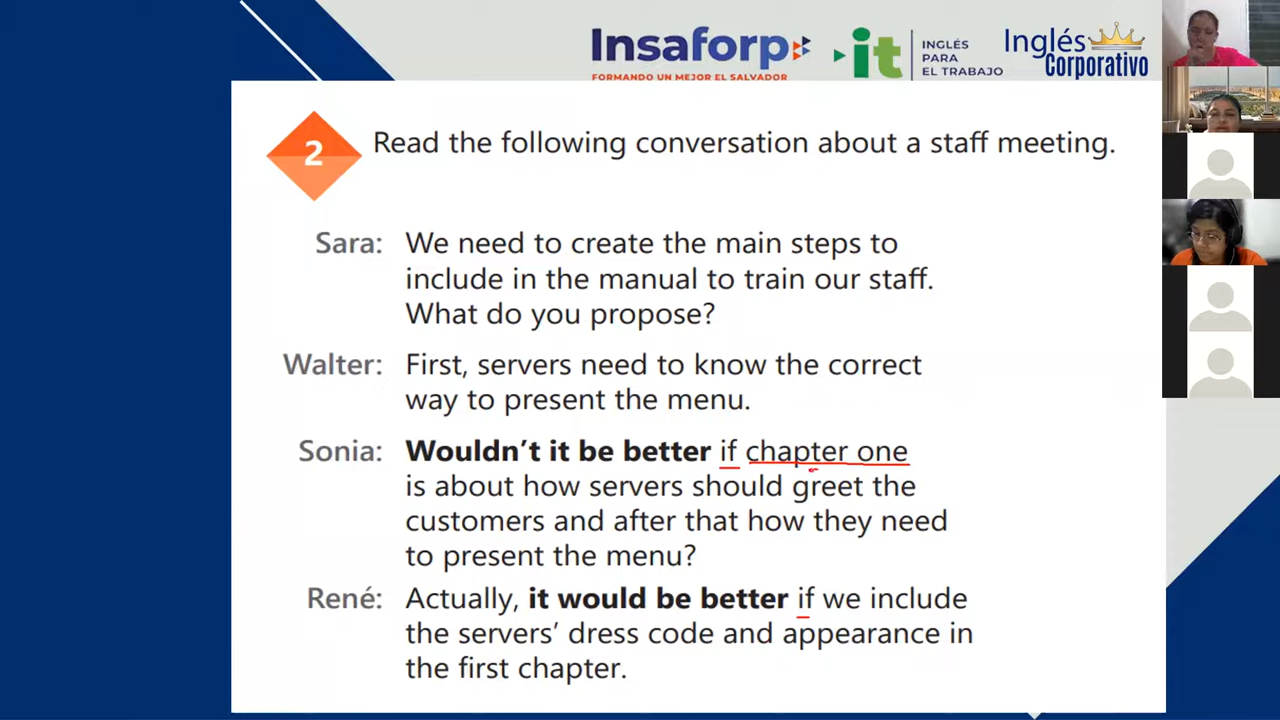 Insaforp
FORMANDO UN MEJOR EL SALVADOR
it
INGLÉS
PARA
EL TRABAJO
Inglés
Corporativo
2
Read the following conversation about a staff meeting.
Sara: We need to create the main steps to
include in the manual to train our staff.
What do you propose?
Walter: First, servers need to know the correct
way to present the menu.
Sonia: Wouldn't it be better if chapter one
is about how servers should greet the
customers and after that how they need
to present the menu?
René: Actually, it would be better if we include
the servers' dress code and appearance in
the first chapter.